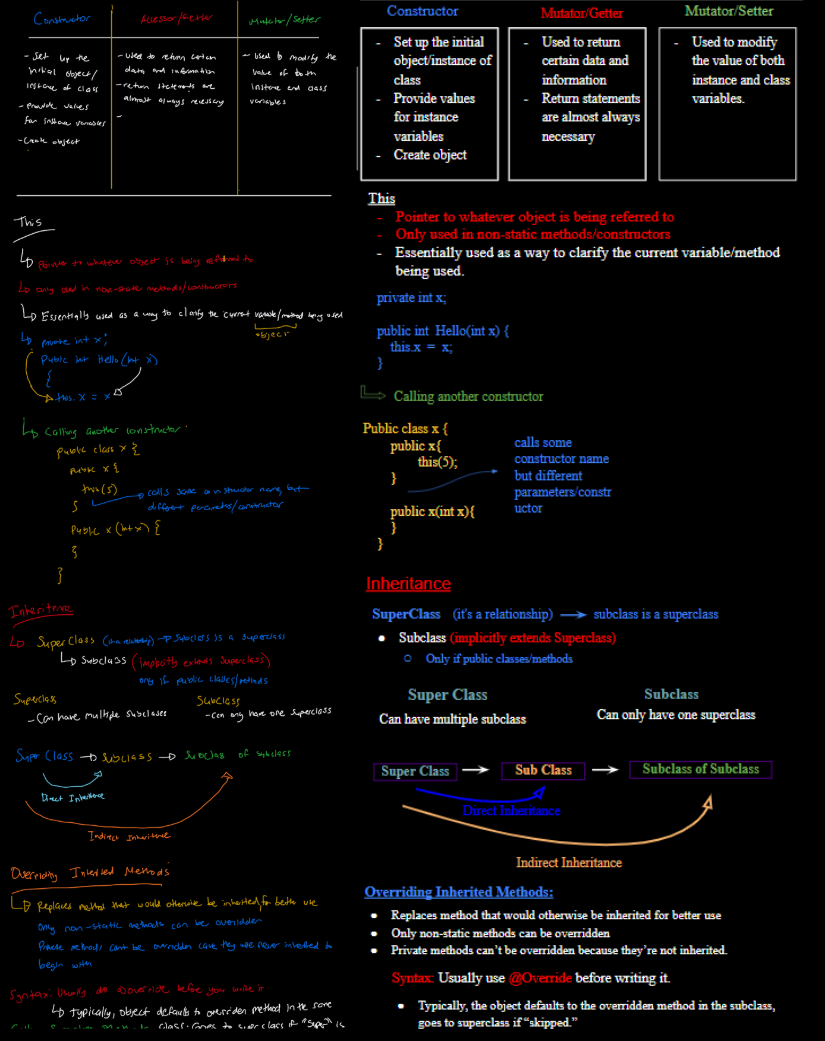 Constructor
Accessor/Getter
Mutator/Setter
- Set up the
initial object/
instance of class
- Provide values
for instance variables
- Create object
- Used to return certain
data and information
- return statements are
almost always necessary
-
- Used to modify the
value of both
instance and class
variables
This
Pointer to whatever object is being referred to
only used in non-static methods/constructors
Essentially used as a way to clarify the current variable/method being used
object
private int x;
Public int Hello (int x)
{
this.x = x
Calling another constructor:
public class x {
public x {
this(5)
}
calls same constructor name, but
different parameter/constructor
Public x (int x) {
}
}
Inheritance
SuperClass (is a relationship) → Subclass is a superclass
Subclass (implicitly extends Superclass)
only if public classes/methods
Superclass
- Can have multiple subclasses
Subclass
- can only have one superclass
Super Class → Subclass → Subclass of subclass
Direct Inheritance
Indirect Inheritance
Overriding Inherited Methods
Replaces method that would otherwise be inherited for better use
Only non-static methods can be overridden
Private methods can't be overridden cause they are never inherited to
begin with
Syntax: Usually @override before you write it
Typically, object defaults to overriden method in the same
class. Goes to super class if "super" is
Constructor
Mutator/Getter
Mutator/Setter
- Set up the initial
object/instance of
class
- Provide values
for instance
variables
- Create object
- Used to return
certain data and
information
- Return statements
are almost always
necessary
- Used to modify
the value of both
instance and class
variables.
This
- Pointer to whatever object is being referred to
- Only used in non-static methods/constructors
- Essentially used as a way to clarify the current variable/method
being used.
private int x;
public int Hello(int x) {
this.x = x;
}
Calling another constructor
Public class x {
public x{
this(5);
}
public x(int x){
}
}
calls some
constructor name
but different
parameters/constr
uctor
Inheritance
SuperClass (it's a relationship) → subclass is a superclass
● Subclass (implicitly extends Superclass)
○ Only if public classes/methods
Super Class
Can have multiple subclass
Subclass
Can only have one superclass
Super Class → Sub Class → Subclass of Subclass
Direct Inheritance
Indirect Inheritance
Overriding Inherited Methods:
● Replaces method that would otherwise be inherited for better use
● Only non-static methods can be overridden
● Private methods can't be overridden because they're not inherited.
Syntax: Usually use @Override before writing it.
● Typically, the object defaults to the overridden method in the subclass,
goes to superclass if "skipped."